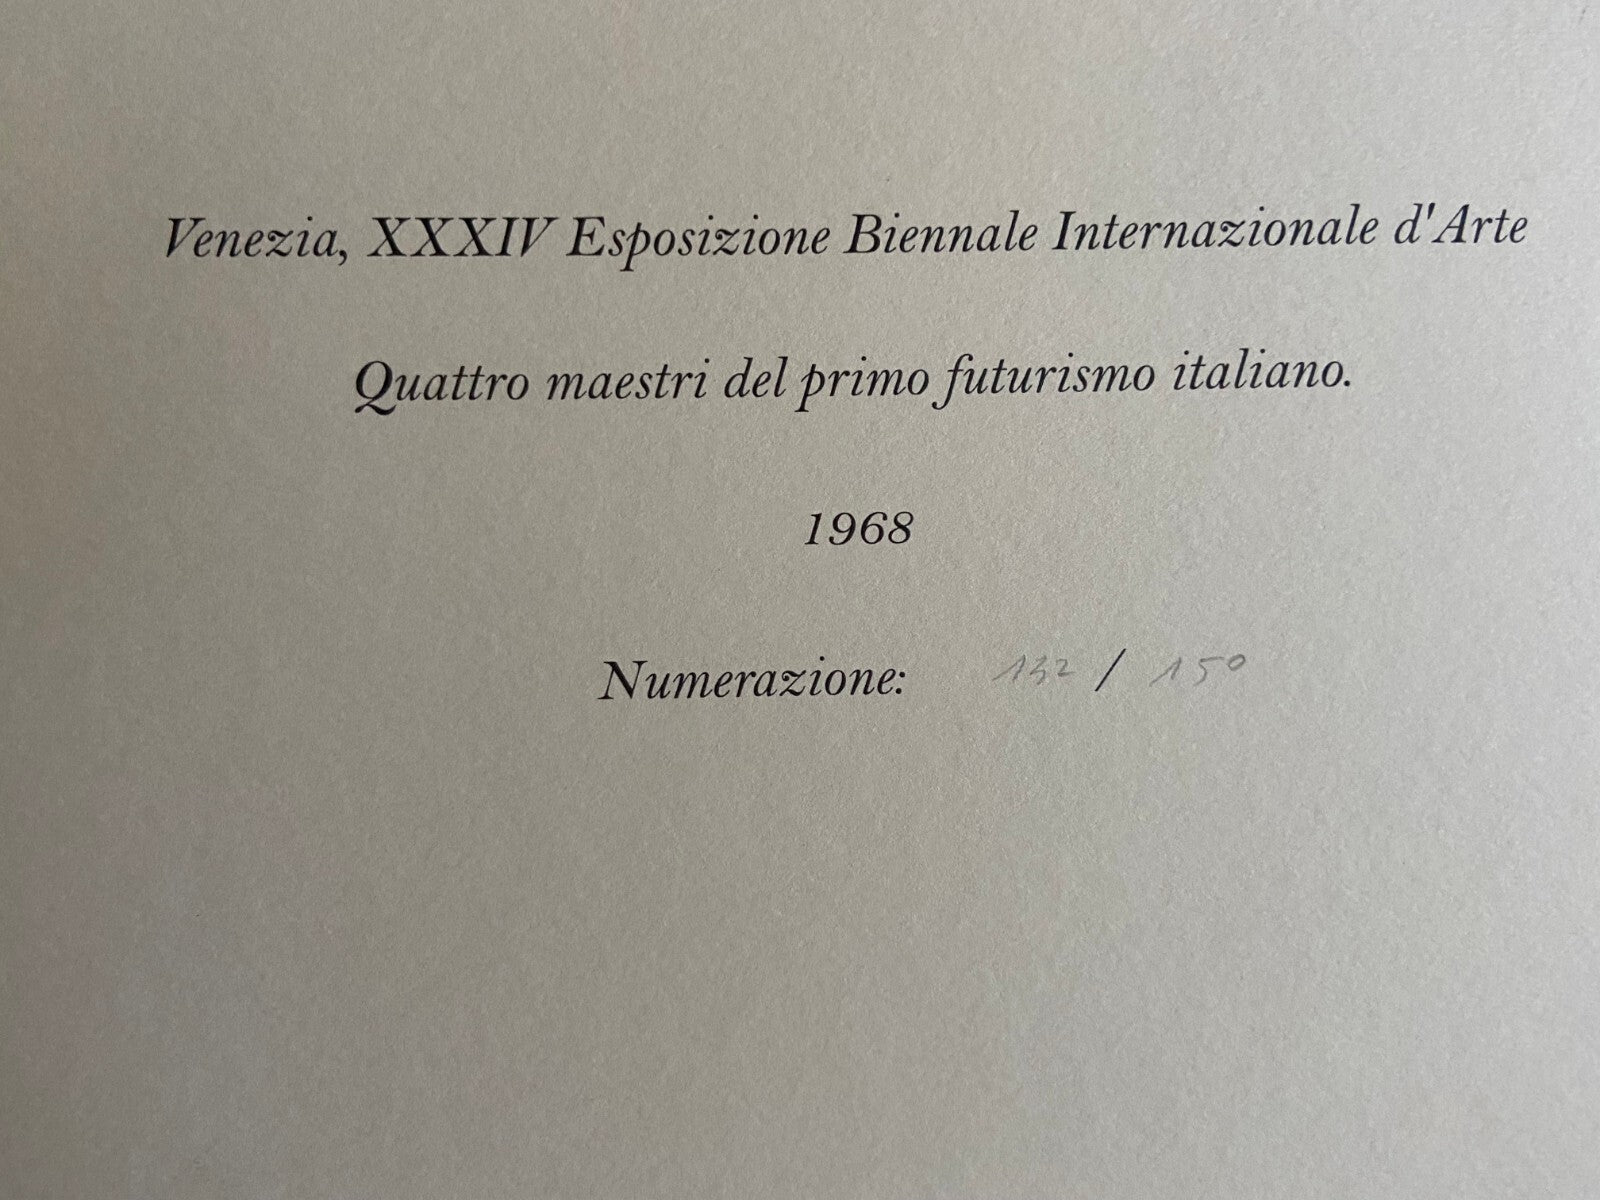 Venezia, XXXIV Esposizione Biennale Internazionale d'Arte
Quattro maestri del primo futurismo italiano.
1968
Numerazione: 132 / 150